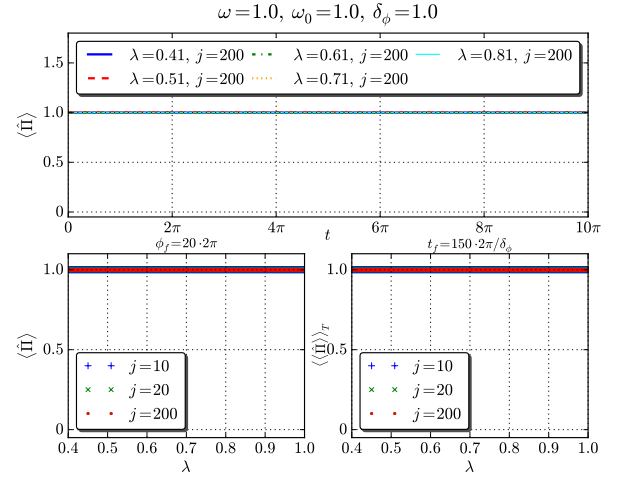 ω=1.0, ω₀=1.0, δ_ϕ=1.0
λ=0.41, j=200
λ=0.61, j=200
λ=0.81, j=200
λ=0.51, j=200
λ=0.71, j=200
1.5
1.0
0.5
0
⟨Π̂⟩
0
2π
4π
6π
8π
10π
t
ϕ_f=20·2π
1.0
0.5
0
⟨Π̂⟩
j=10
j=20
j=200
0.4
0.5
0.6
0.7
0.8
0.9
1.0
λ
t_f=150·2π/δ_ϕ
1.0
0.5
0
⟨⟨Π̂⟩⟩_T
j=10
j=20
j=200
0.4
0.5
0.6
0.7
0.8
0.9
1.0
λ